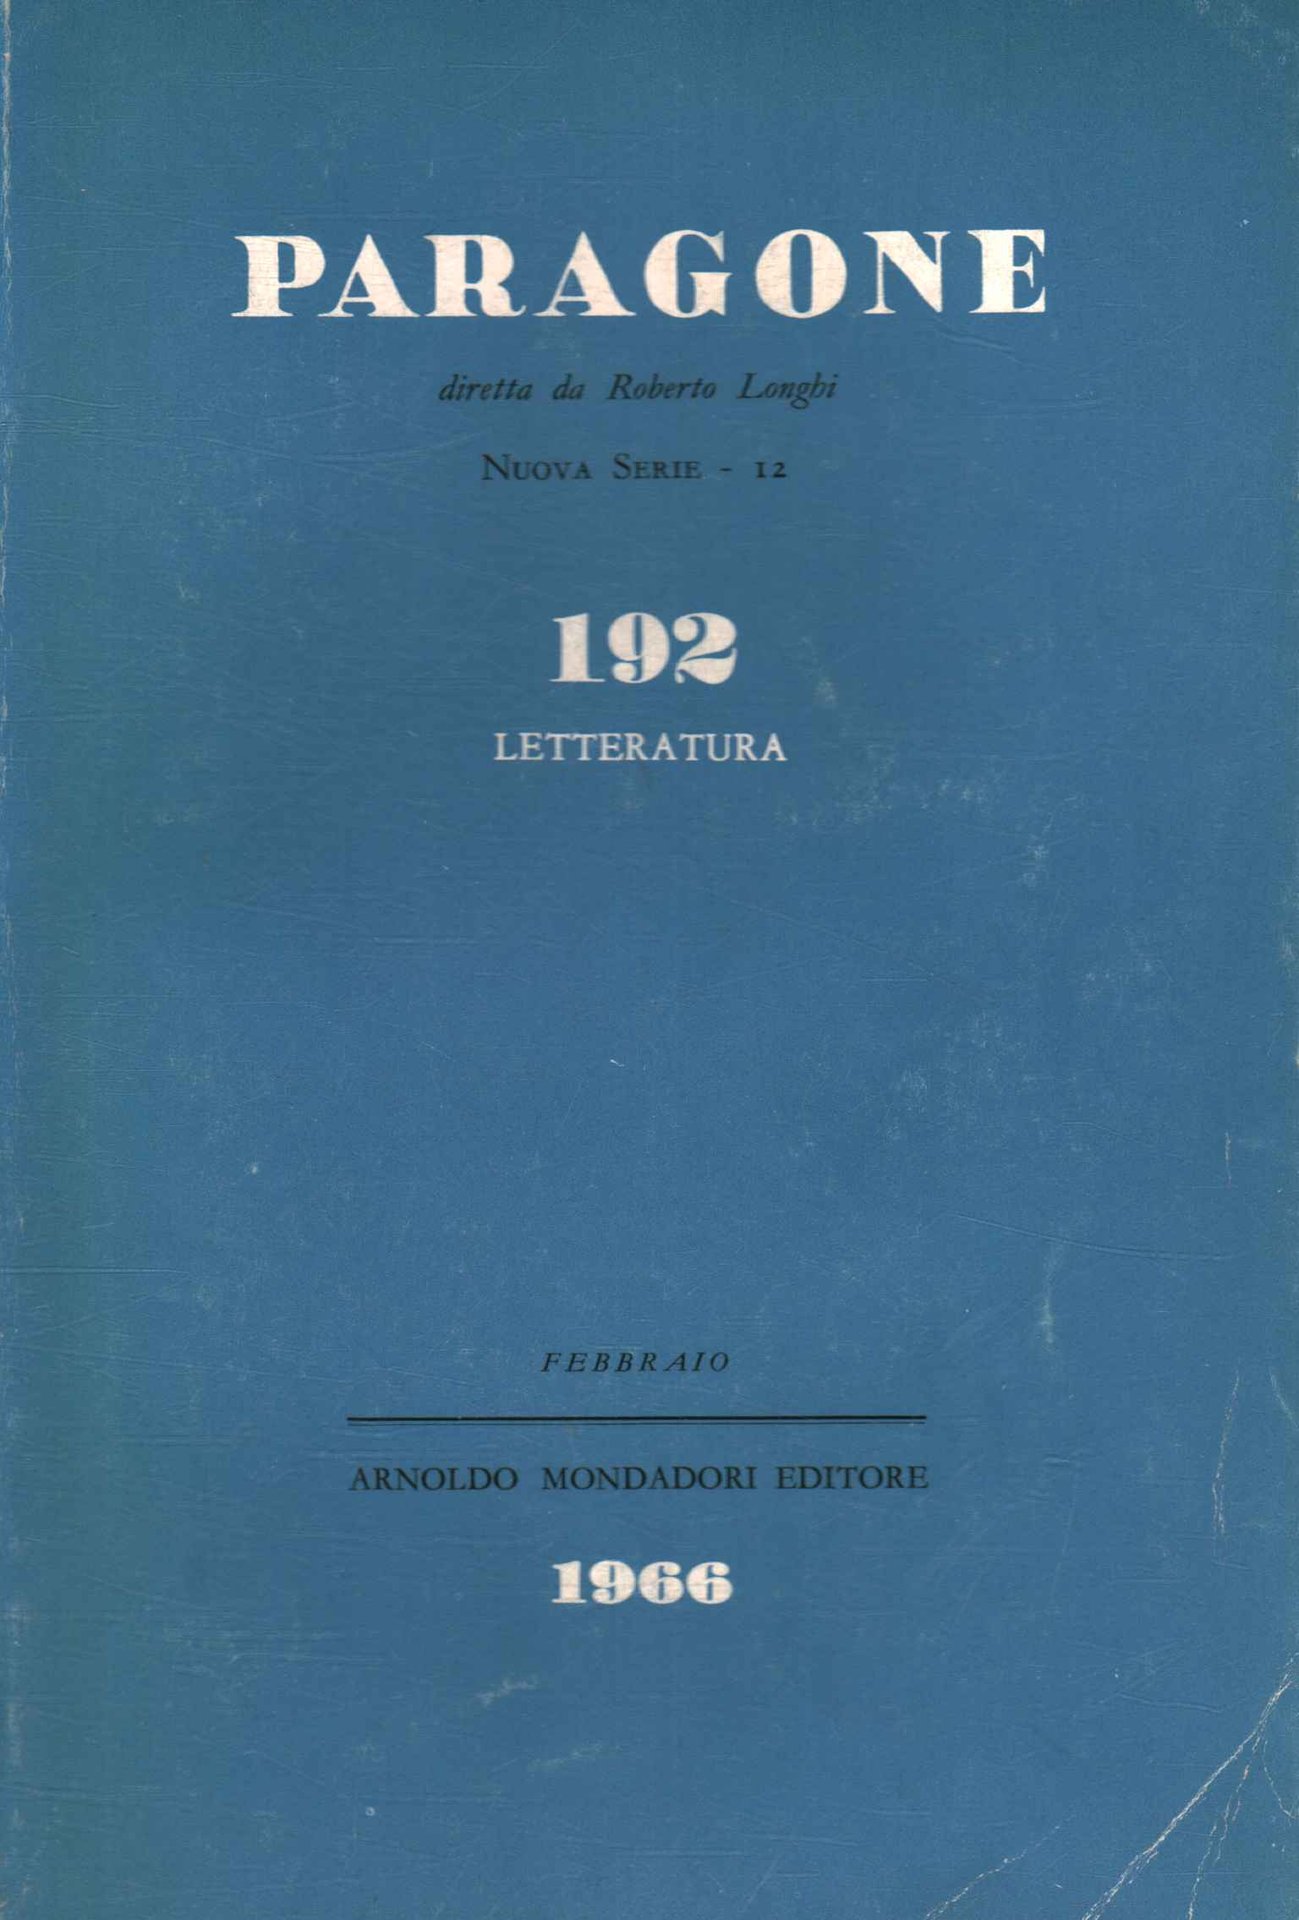 PARAGONE
diretta da Roberto Longhi
NUOVA SERIE - 12
192
LETTERATURA
FEBBRAIO
ARNOLDO MONDADORI EDITORE
1966